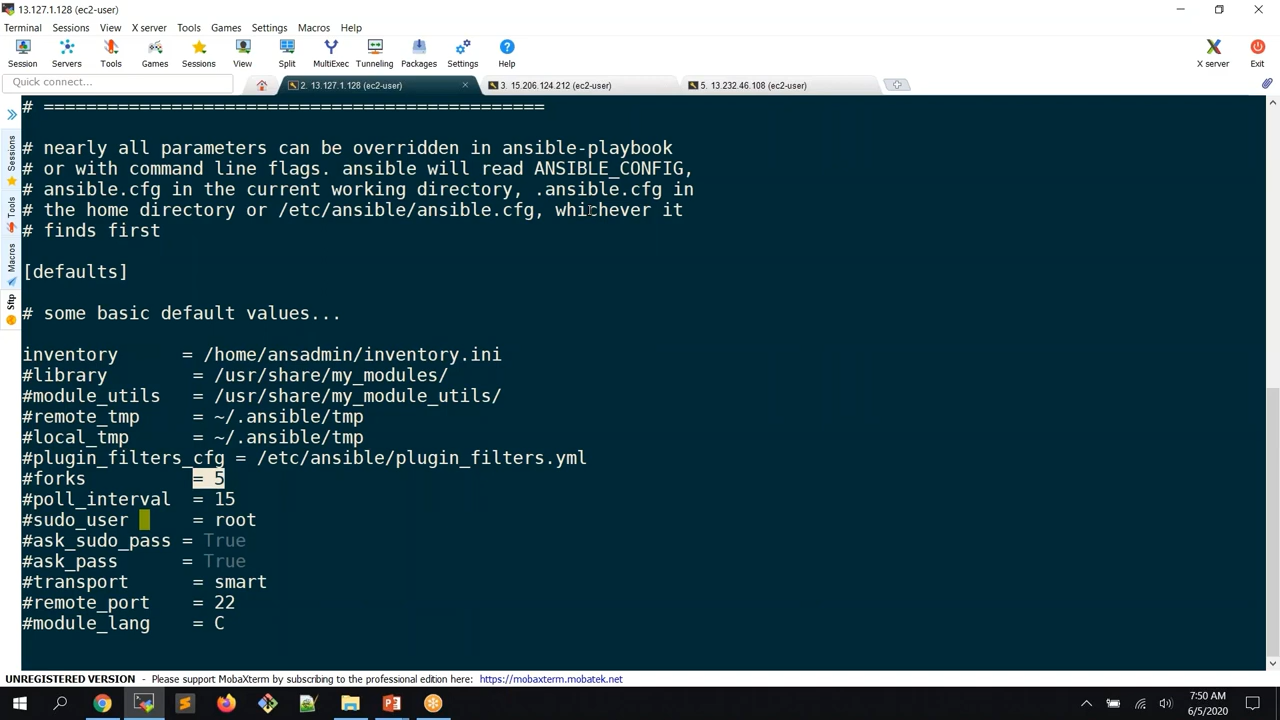 13.127.1.128 (ec2-user)
Terminal Sessions View X server Tools Games Settings Macros Help
Session Servers Tools Games Sessions View Split MultiExec Tunneling Packages Settings Help X server Exit
Quick connect...
2. 13.127.1.128 (ec2-user)
3. 15.206.124.212 (ec2-user)
5. 13.232.46.108 (ec2-user)
Sessions
Tools
Macros
Sftp
# ===============================================
# nearly all parameters can be overridden in ansible-playbook
# or with command line flags. ansible will read ANSIBLE_CONFIG,
# ansible.cfg in the current working directory, .ansible.cfg in
# the home directory or /etc/ansible/ansible.cfg, whichever it
# finds first
[defaults]
# some basic default values...
inventory      = /home/ansadmin/inventory.ini
#library        = /usr/share/my_modules/
#module_utils   = /usr/share/my_module_utils/
#remote_tmp     = ~/.ansible/tmp
#local_tmp      = ~/.ansible/tmp
#plugin_filters_cfg = /etc/ansible/plugin_filters.yml
#forks          = 5
#poll_interval  = 15
#sudo_user      = root
#ask_sudo_pass = True
#ask_pass      = True
#transport      = smart
#remote_port    = 22
#module_lang    = C
UNREGISTERED VERSION - Please support MobaXterm by subscribing to the professional edition here: https://mobaxterm.mobatek.net
7:50 AM
6/5/2020